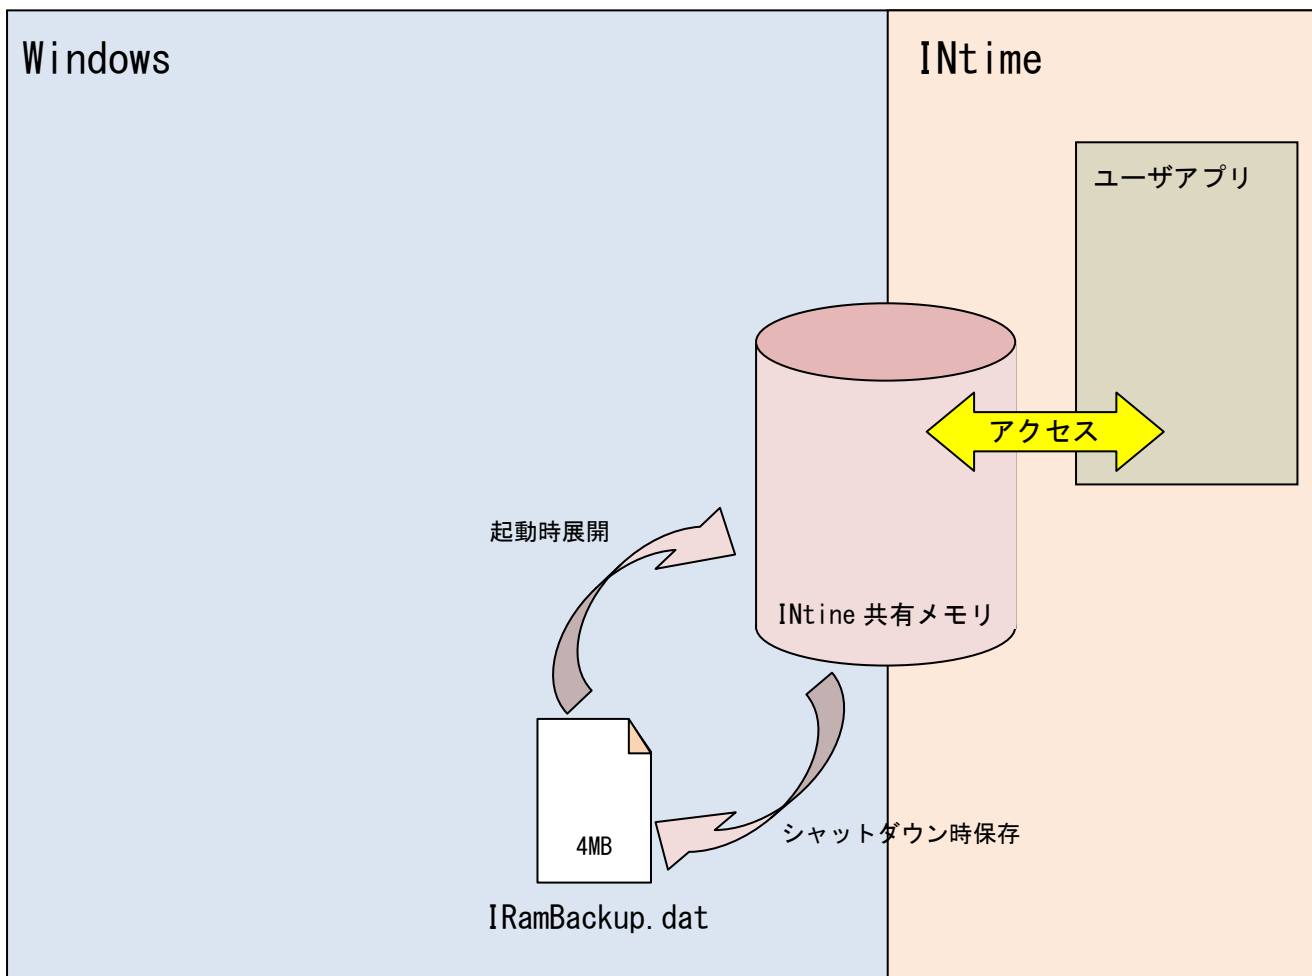 Windows
INtime
ユーザアプリ
アクセス
起動時展開
INtine 共有メモリ
4MB
シャットダウン時保存
IRamBackup.dat